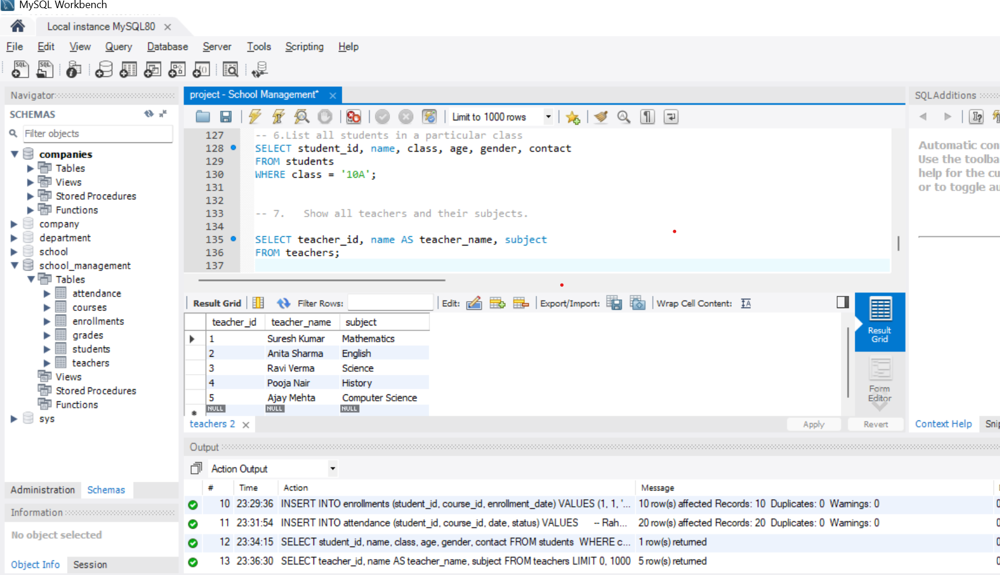 MySQL Workbench
Local instance MySQL80
File Edit View Query Database Server Tools Scripting Help
Navigator
SCHEMAS
Filter objects
companies
Tables
Views
Stored Procedures
Functions
company
department
school
school_management
Tables
attendance
courses
enrollments
grades
students
teachers
Views
Stored Procedures
Functions
sys
Administration Schemas
Information
No object selected
Object Info Session
project - School Management*
Limit to 1000 rows
127 -- 6.List all students in a particular class
128 SELECT student_id, name, class, age, gender, contact
129 FROM students
130 WHERE class = '10A';
131
132
133 -- 7. Show all teachers and their subjects.
134
135 SELECT teacher_id, name AS teacher_name, subject
136 FROM teachers;
137
Result Grid Filter Rows: Edit: Export/Import: Wrap Cell Content:
teacher_id teacher_name subject
1 Suresh Kumar Mathematics
2 Anita Sharma English
3 Ravi Verma Science
4 Pooja Nair History
5 Ajay Mehta Computer Science
NULL NULL NULL
Result
Grid
Form
Editor
teachers 2
Apply Revert
SQLAdditions
Automatic con
Use the toolba
help for the cu
or to toggle au
Context Help Snip
Output
Action Output
# Time Action Message
10 23:29:36 INSERT INTO enrollments (student_id, course_id, enrollment_date) VALUES (1, 1, '... 10 row(s) affected Records: 10 Duplicates: 0 Warnings: 0
11 23:31:54 INSERT INTO attendance (student_id, course_id, date, status) VALUES -- Rah... 20 row(s) affected Records: 20 Duplicates: 0 Warnings: 0
12 23:34:15 SELECT student_id, name, class, age, gender, contact FROM students WHERE c... 1 row(s) returned
13 23:36:30 SELECT teacher_id, name AS teacher_name, subject FROM teachers LIMIT 0, 1000 5 row(s) returned